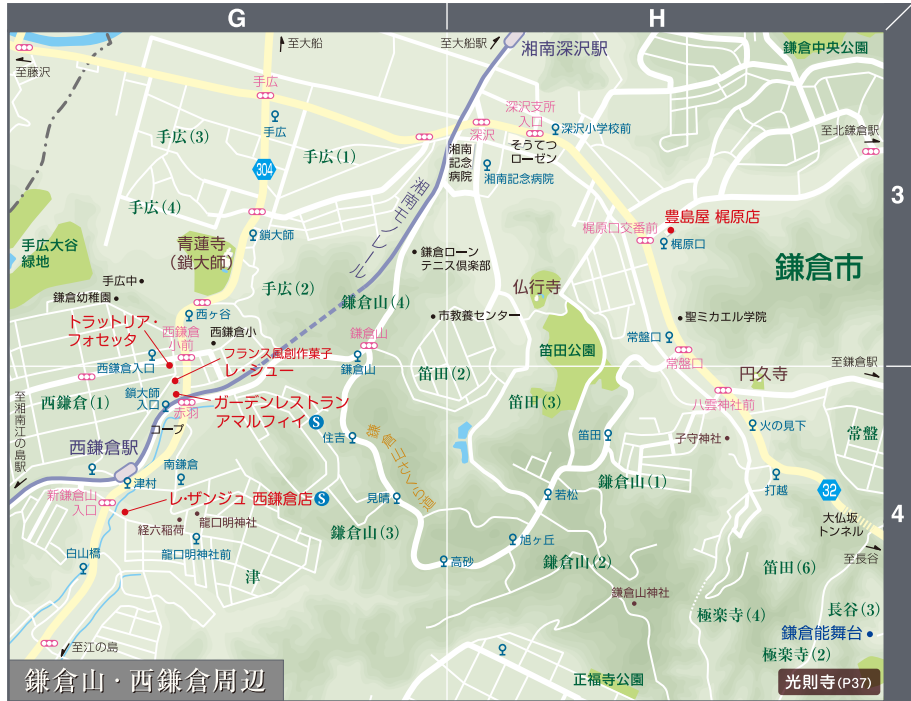 G
H
3
4
至大船
至大船駅
湘南深沢駅
鎌倉中央公園
至藤沢
手広
手広
深沢支所
入口
深沢
深沢小学校前
そうてつ
ローゼン
至北鎌倉駅
手広(3)
手広(1)
湘南
記念
病院
湘南記念病院
304
湘南モノレール
手広(4)
豊島屋 梶原店
梶原口交番前
梶原口
鎖大師
手広大谷
緑地
青蓮寺
(鎖大師)
鎌倉ローン
テニス倶楽部
鎌倉市
手広中
鎌倉幼稚園
手広(2)
鎌倉山(4)
仏行寺
西ヶ谷
市教養センター
聖ミカエル学院
トラットリア・
フォセッタ
西鎌倉
小前
西鎌倉小
鎌倉山
常盤口
常盤口
笛田公園
フランス風創作菓子
レ・シュー
西鎌倉入口
鎌倉山
笛田(2)
至鎌倉駅
円久寺
西鎌倉(1)
鎖大師
入口
赤羽
ガーデンレストラン
アマルフィイ S
笛田(3)
八雲神社前
至湘南江の島駅
コープ
住吉
鎌倉山さくら道
笛田
子守神社
火の見下
常盤
西鎌倉駅
津村
南鎌倉
打越
32
新鎌倉山
入口
レ・ザンジュ 西鎌倉店 S
見晴
若松
鎌倉山(1)
経六稲荷
龍口明神社
龍口明神社前
鎌倉山(3)
大仏坂
トンネル
旭ヶ丘
白山橋
高砂
鎌倉山(2)
至長谷
津
笛田(6)
鎌倉山神社
極楽寺(4)
長谷(3)
鎌倉能舞台
至江の島
極楽寺(2)
鎌倉山・西鎌倉周辺
正福寺公園
光則寺(P37)